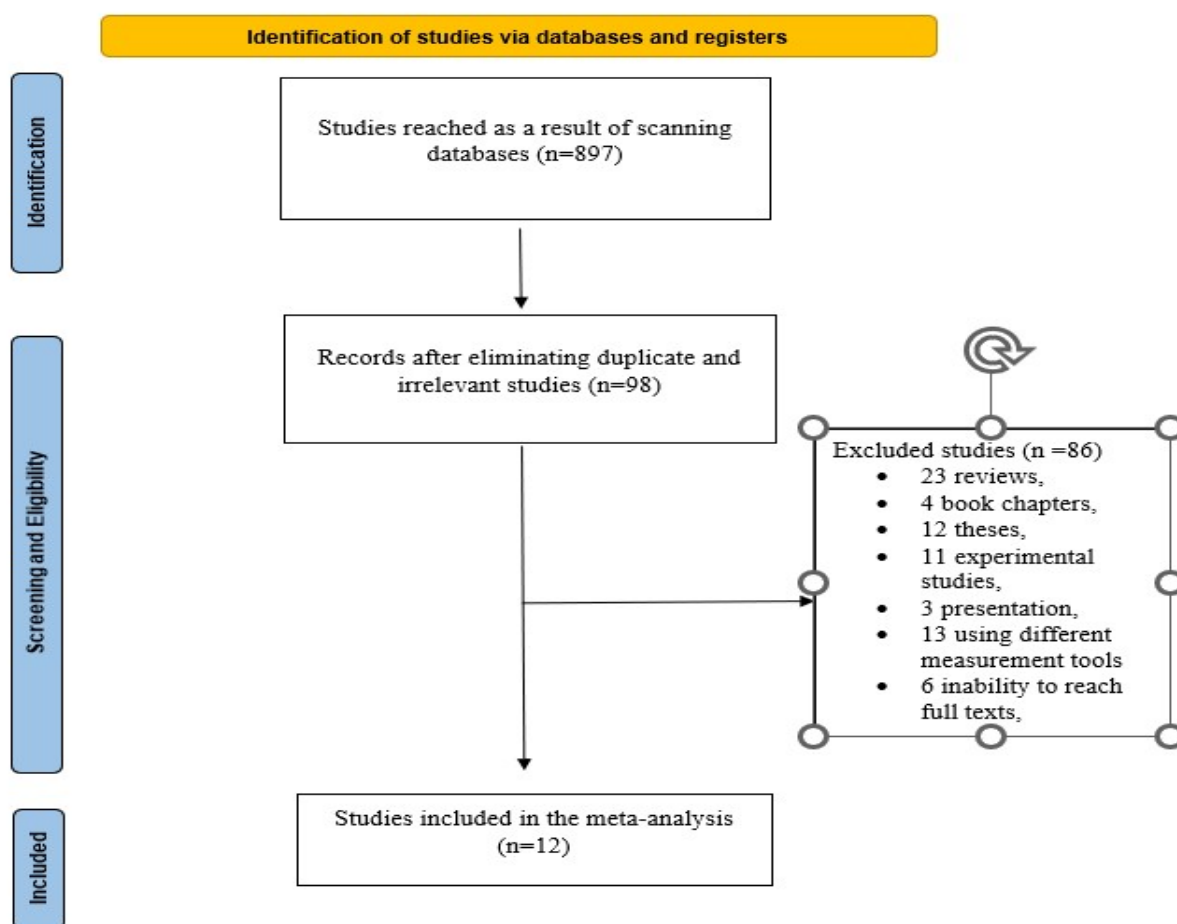 Identification of studies via databases and registers
Identification
Studies reached as a result of scanning
databases (n=897)
Screening and Eligibility
Records after eliminating duplicate and
irrelevant studies (n=98)
Excluded studies (n =86)
• 23 reviews,
• 4 book chapters,
• 12 theses,
• 11 experimental
studies,
• 3 presentation,
• 13 using different
measurement tools
• 6 inability to reach
full texts,
Included
Studies included in the meta-analysis
(n=12)